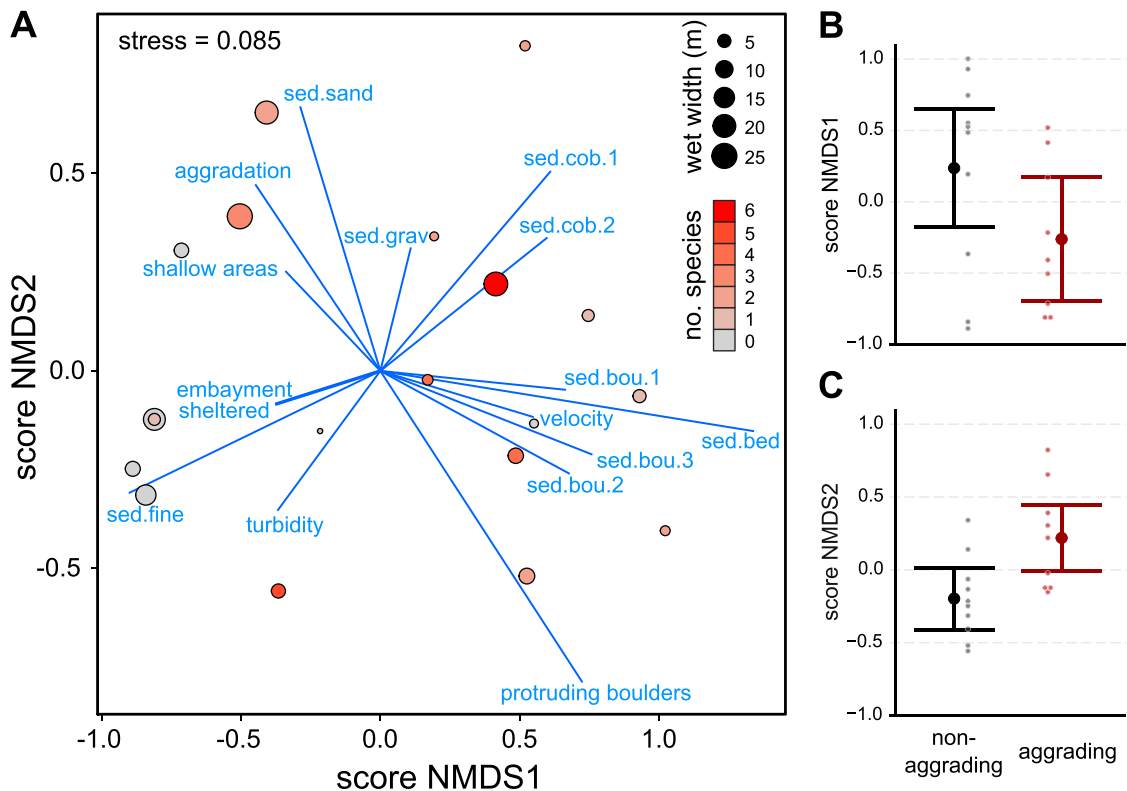 A
stress = 0.085
wet width (m)
5
10
15
20
25
no. species
6
5
4
3
2
1
0
sed.sand
aggradation
sed.cob.1
sed.cob.2
sed.grav
shallow areas
embayment
sheltered
sed.bou.1
velocity
sed.bed
sed.bou.3
sed.bou.2
sed.fine
turbidity
protruding boulders
score NMDS2
0.5
0.0
-0.5
-1.0
-0.5
0.0
0.5
1.0
score NMDS1
B
score NMDS1
1.0
0.5
0.0
−0.5
−1.0
C
score NMDS2
1.0
0.5
0.0
−0.5
−1.0
non-
aggrading
aggrading